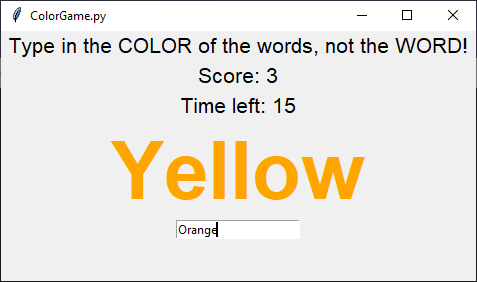 ColorGame.py
Type in the COLOR of the words, not the WORD!
Score: 3
Time left: 15
Yellow
Orange